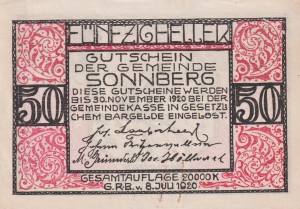 FÜNFZIGHELLER
GUTSCHEIN
DER GEMEINDE
SONNBERG
DIESE GUTSCHEINE WERDEN
BIS 30. NOVEMBER 1920 BEI DER
GEMEINDEKASSE IN GESETZLI
CHEM BARGELDE EINGELÖST.
50 50
GESAMTAUFLAGE 20000 K
G.R.B. v. 8. JULI 1920